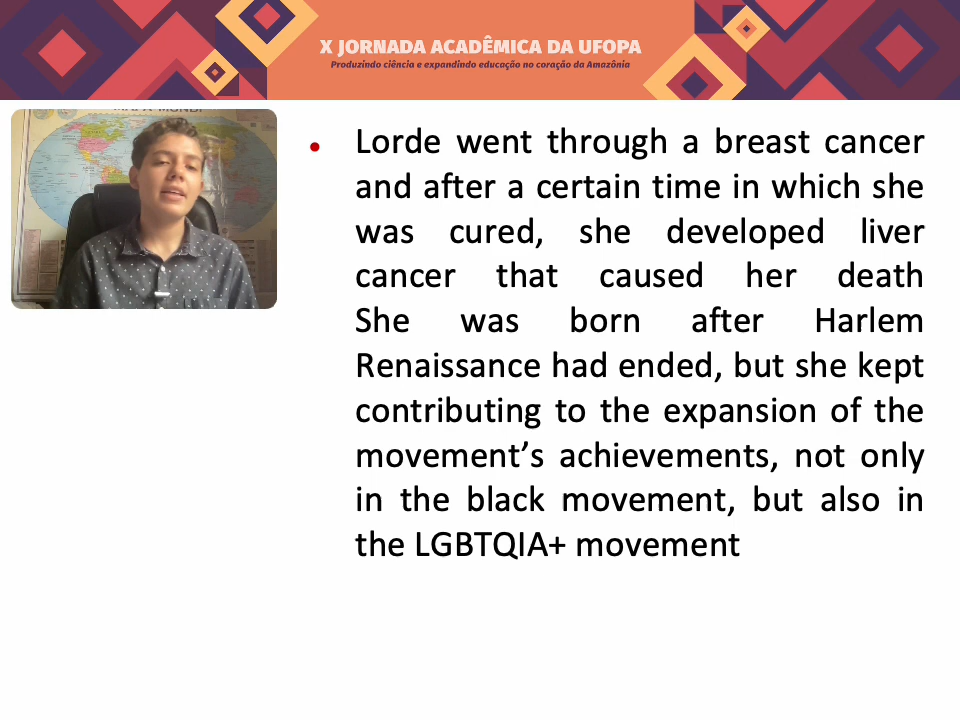 X JORNADA ACADÊMICA DA UFOPA
Produzindo ciência e expandindo educação no coração da Amazônia
Lorde went through a breast cancer
and after a certain time in which she
was cured, she developed liver
cancer that caused her death
She was born after Harlem
Renaissance had ended, but she kept
contributing to the expansion of the
movement’s achievements, not only
in the black movement, but also in
the LGBTQIA+ movement